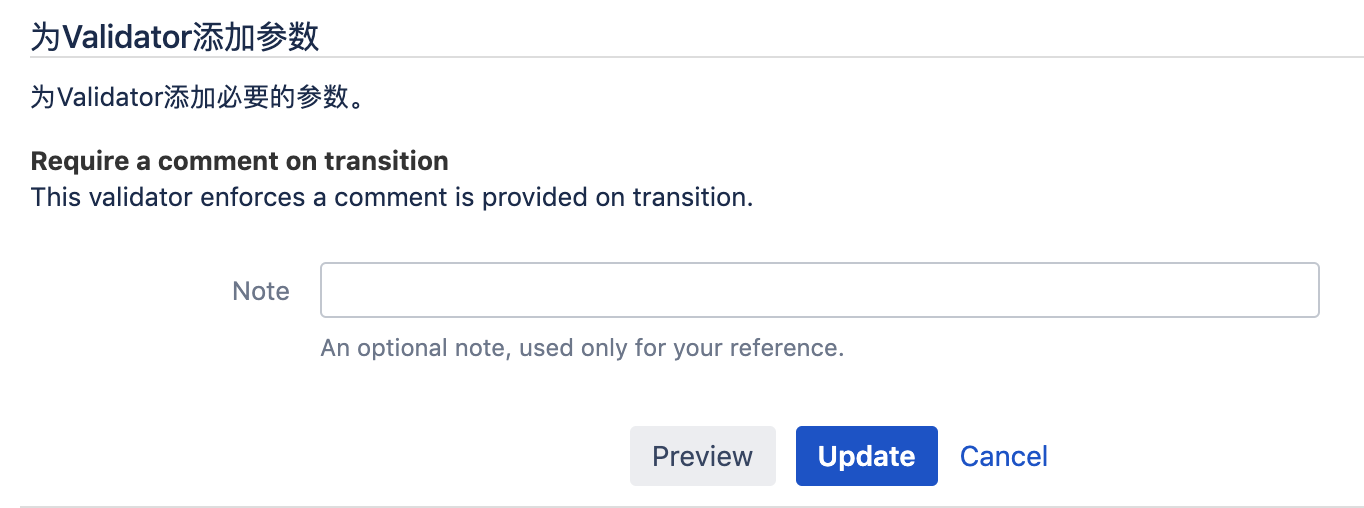 为Validator添加参数
为Validator添加必要的参数。
Require a comment on transition
This validator enforces a comment is provided on transition.
Note
An optional note, used only for your reference.
Preview Update Cancel